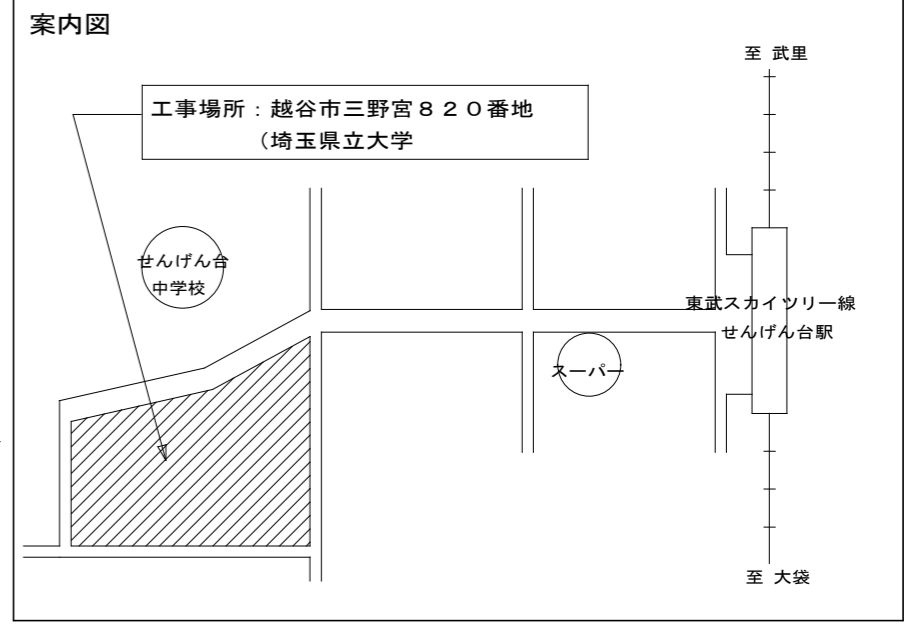 案内図
至 武里
工事場所：越谷市三野宮８２０番地
（埼玉県立大学
せんげん台
中学校
東武スカイツリー線
せんげん台駅
スーパー
至 大袋